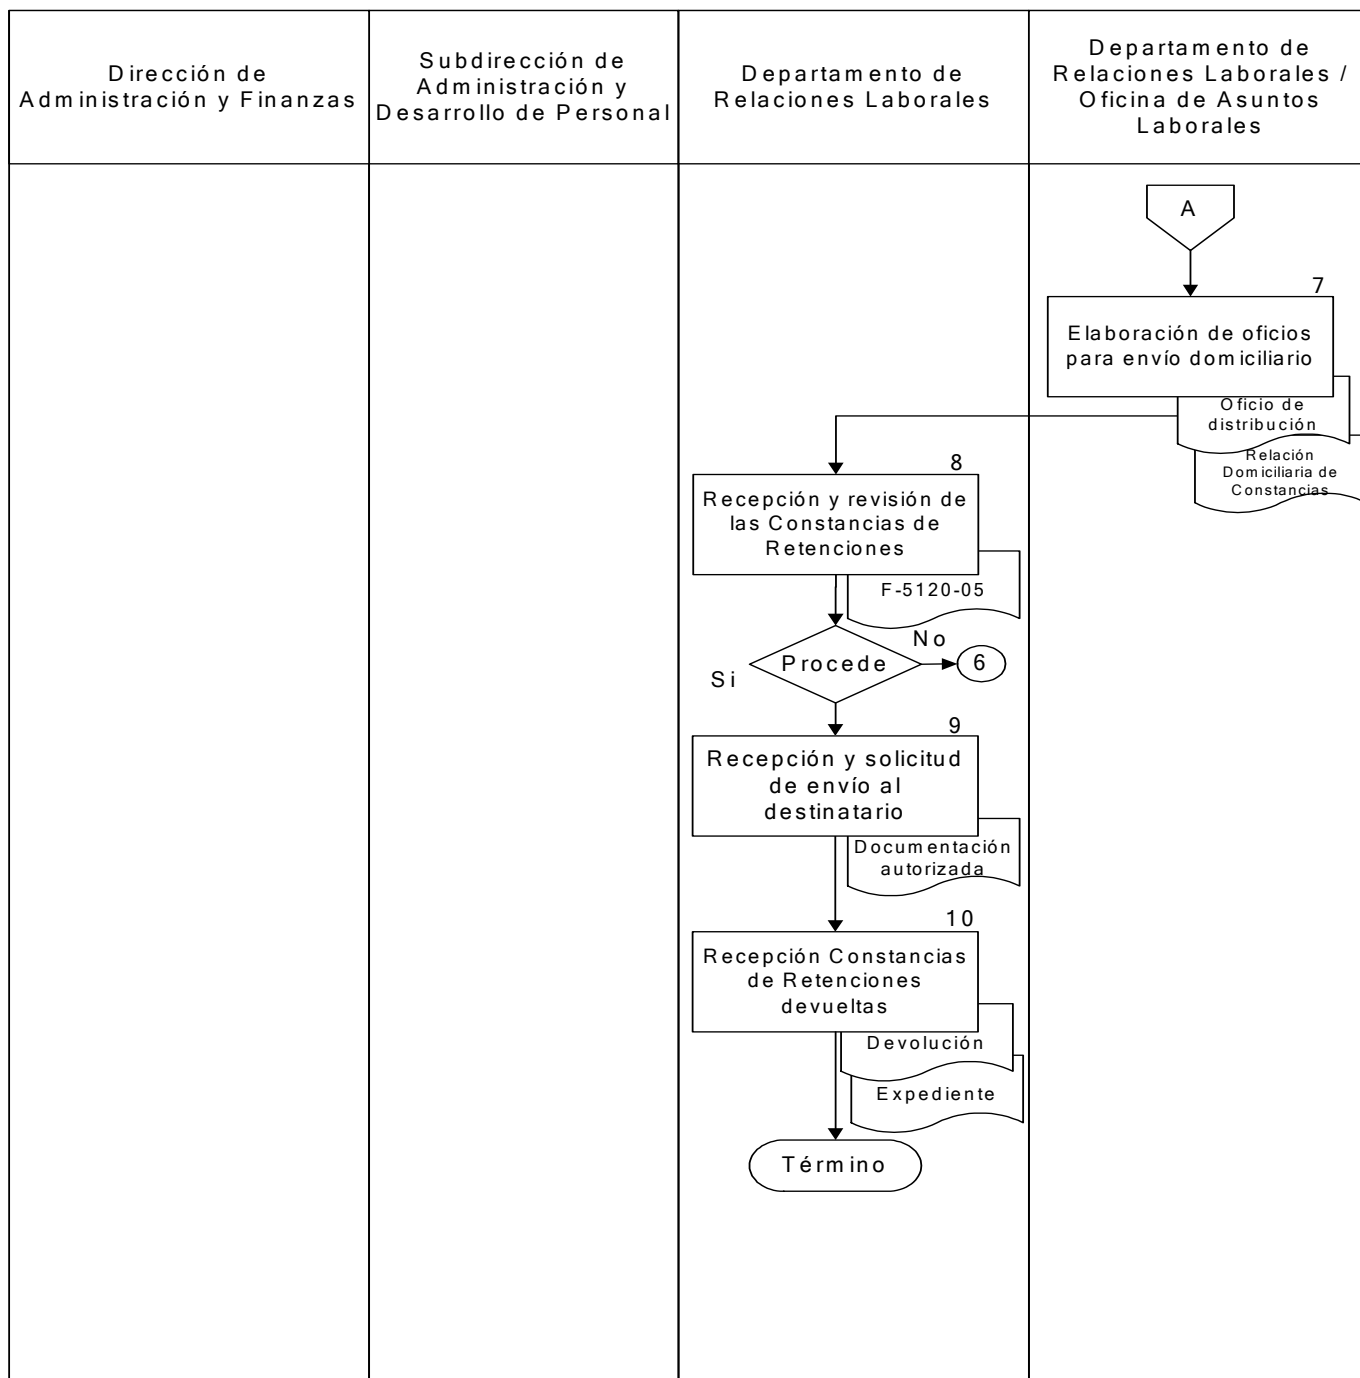 Dirección de
Administración y Finanzas
Subdirección de
Administración y
Desarrollo de Personal
Departamento de
Relaciones Laborales
Departamento de
Relaciones Laborales /
Oficina de Asuntos
Laborales
A
7
Elaboración de oficios
para envío domiciliario
Oficio de
distribución
Relación
Domiciliaria de
Constancias
8
Recepción y revisión de
las Constancias de
Retenciones
F-5120-05
Procede
No
6
Si
9
Recepción y solicitud
de envío al
destinatario
Documentación
autorizada
10
Recepción Constancias
de Retenciones
devueltas
Devolución
Expediente
Término